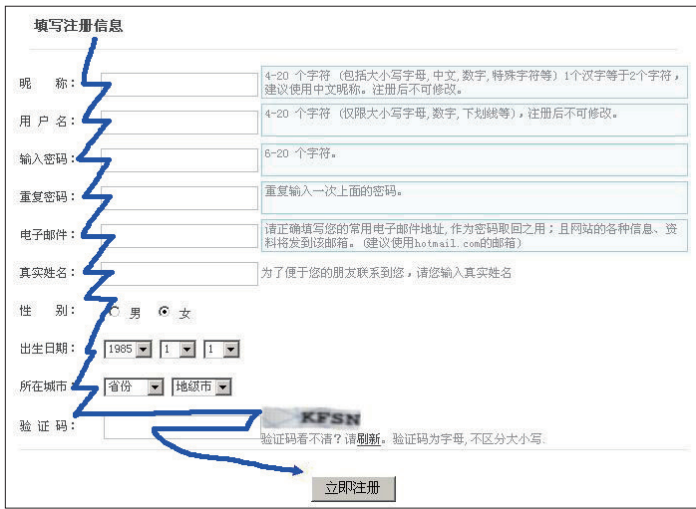 填写注册信息
昵 称:
4-20 个字符 (包括大小写字母,中文,数字,特殊字符等) 1个汉字等于2个字符,
建议使用中文昵称。注册后不可修改。
用 户 名:
4-20 个字符 (仅限大小写字母,数字,下划线等),注册后不可修改。
输入密码:
6-20 个字符。
重复密码:
重复输入一次上面的密码。
电子邮件:
请正确填写您的常用电子邮件地址,作为密码取回之用;且网站的各种信息、资
料将发到该邮箱。(建议使用hotmail.com的邮箱)
真实姓名:
为了便于您的朋友联系到您,请您输入真实姓名
性 别: 男 女
出生日期: 1985 1 1
所在城市: 省份 地级市
验 证 码:
KFSN
验证码看不清?请刷新。验证码为字母,不区分大小写.
立即注册